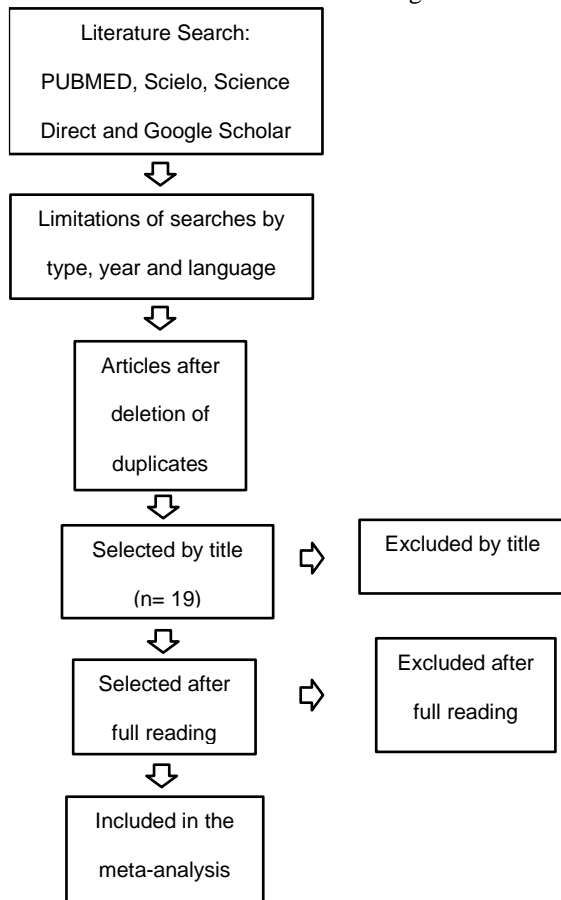 Literature Search:
PUBMED, Scielo, Science
Direct and Google Scholar
Limitations of searches by
type, year and language
Articles after
deletion of
duplicates
Selected by title
(n= 19)
Excluded by title
Selected after
full reading
Excluded after
full reading
Included in the
meta-analysis